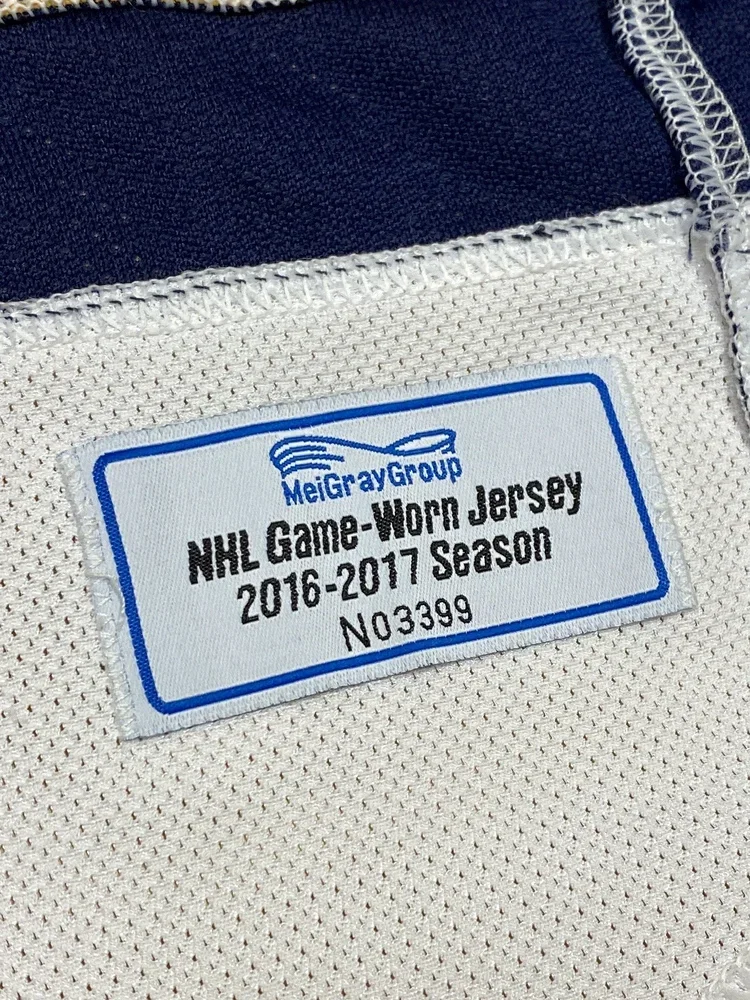 MeiGrayGroup
NHL Game-Worn Jersey
2016-2017 Season
N03399